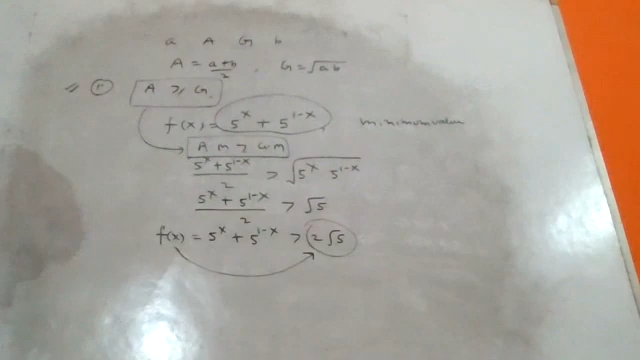 a A G b
A = a+b/2 . G = √ab
A ≥ G
f(x) = 5^x + 5^1-x minimum value
A M > G M
5^x + 5^1-x/2 > √5^x 5^1-x
5^x + 5^1-x/2 > √5
f(x) = 5^x + 5^1-x > 2√5